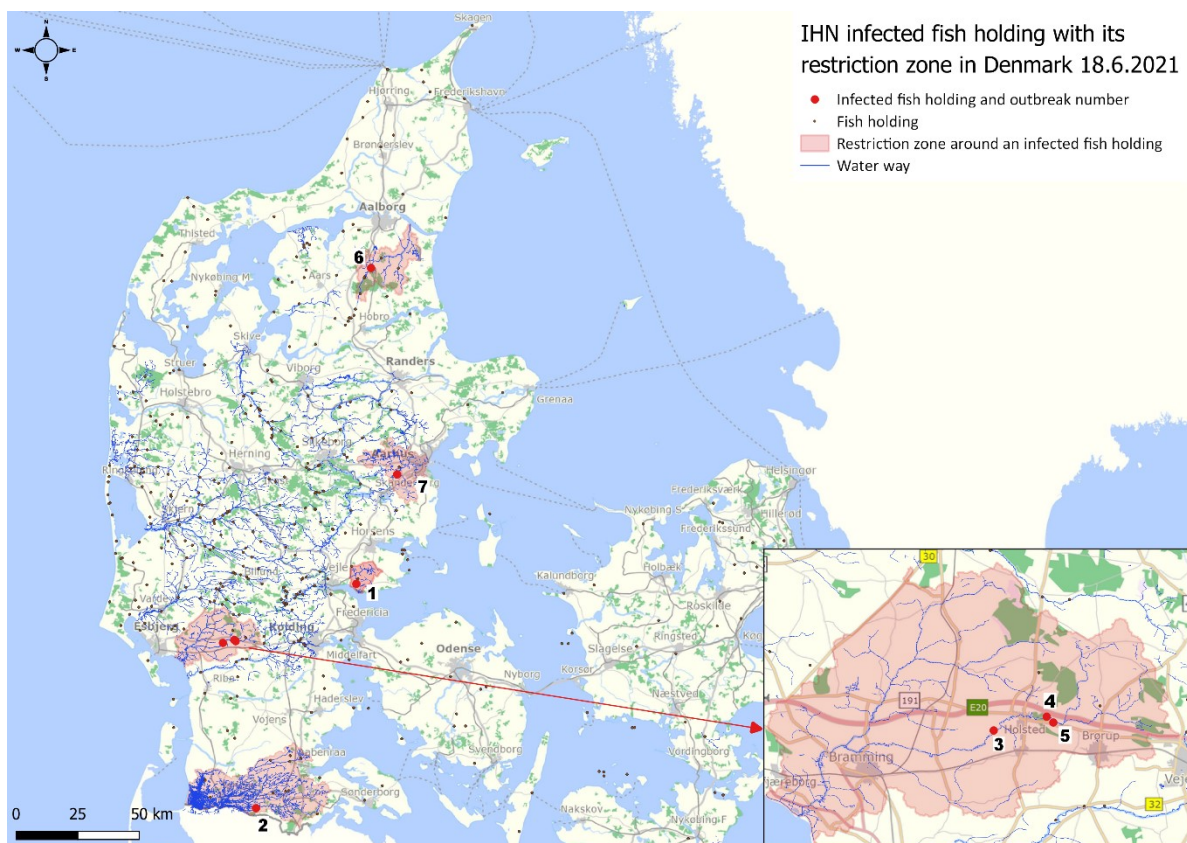 IHN infected fish holding with its
restriction zone in Denmark 18.6.2021
Infected fish holding and outbreak number
Fish holding
Restriction zone around an infected fish holding
Water way
N
W E
S
Skagen
Hjørring
Frederikshavn
Brønderslev
Aalborg
Thisted
6
Nykøbing M
Aars
Hobro
Skive
Struer
Viborg
Randers
Holstebro
Grenaa
Silkeborg
Herning
Aarhus
7
Helsingør
Frederiksværk
Hillerød
Nykøbing S
Frederikssund
Horsens
Vejle
Billund
1
Kalundborg
Holbæk
Roskilde
Varde
Fredericia
Esbjerg
Kolding
Middelfart
Odense
Ringsted
Køg
Slagelse
Ribe
Nyborg
Korsør
Haderslev
Næstved
Vojens
Svendborg
Vordingborg
Aabenraa
Sønderborg
Nakskov
Nykøbing F
2
0 25 50 km
30
191
E20
4
3
Holsted
5
Brørup
Bramming
Veje
32